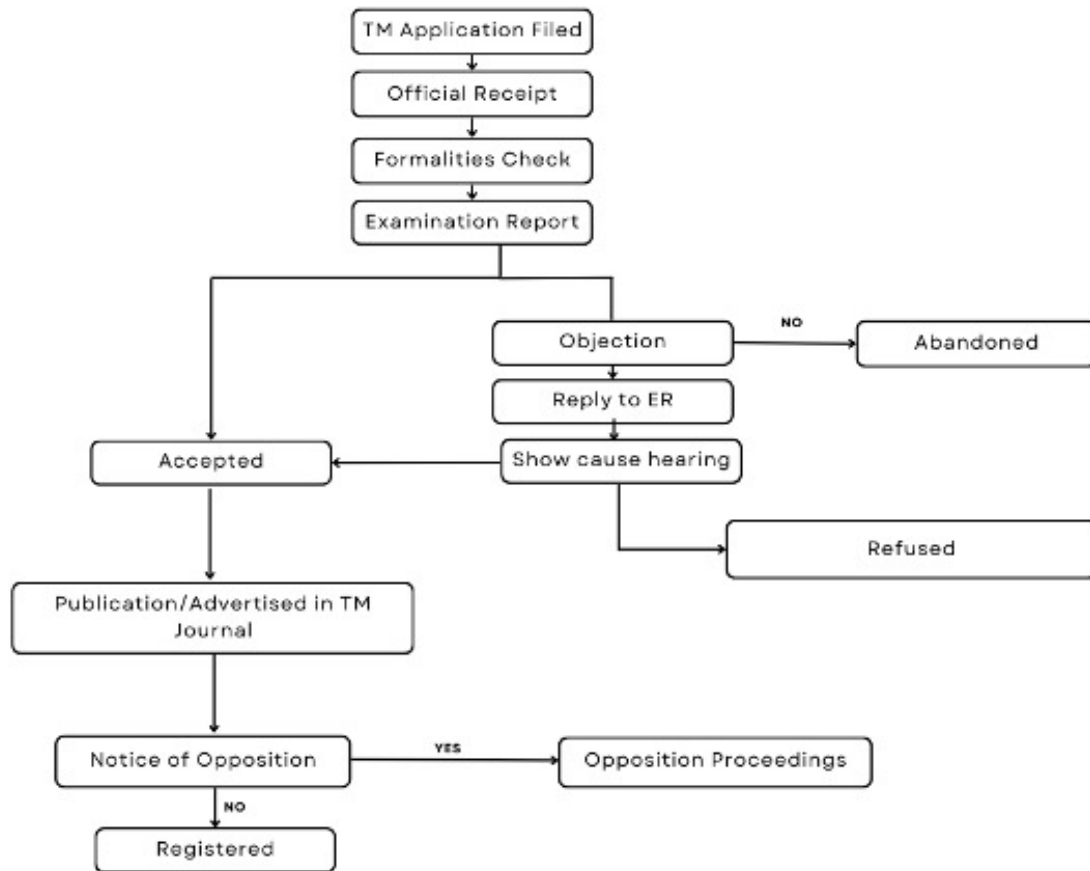 TM Application Filed
Official Receipt
Formalities Check
Examination Report
Objection
NO
Abandoned
Reply to ER
Accepted
Show cause hearing
Refused
Publication/Advertised in TM
Journal
Notice of Opposition
YES
Opposition Proceedings
NO
Registered